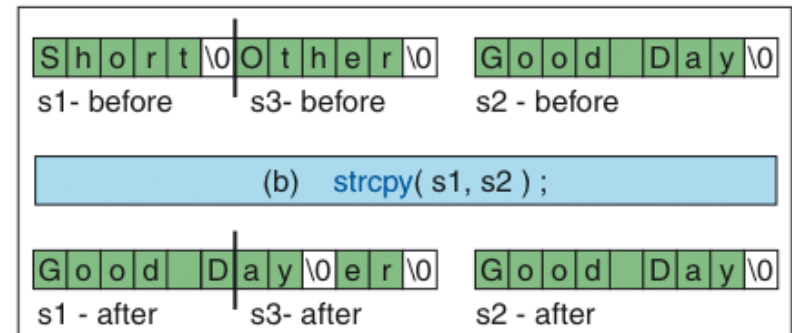 S h o r t \0 O t h e r \0 G o o d D a y \0
s1- before s3- before s2 - before
(b) strcpy( s1, s2 ) ;
G o o d D a y \0 e r \0 G o o d D a y \0
s1 - after s3- after s2 - after